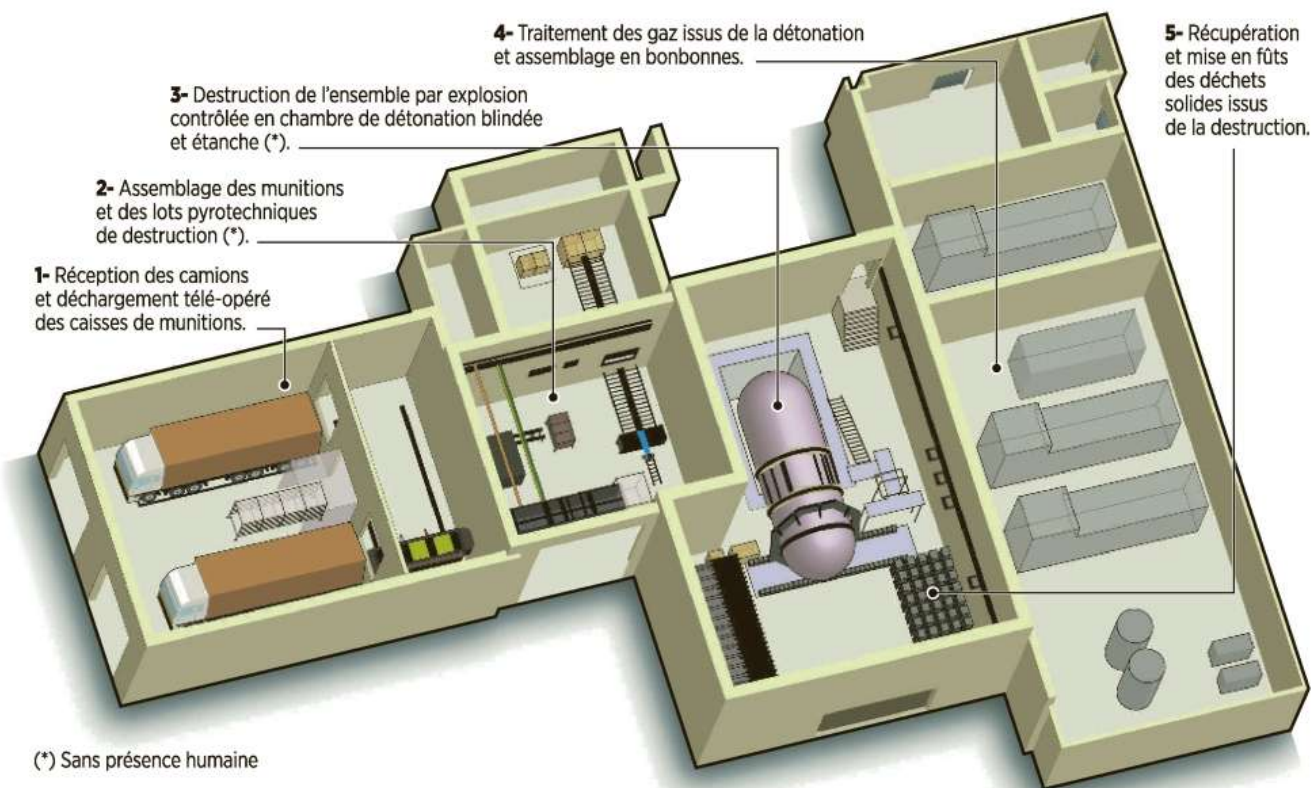 4- Traitement des gaz issus de la détonation
et assemblage en bonbonnes.
5- Récupération
et mise en fûts
des déchets
solides issus
de la destruction.
3- Destruction de l'ensemble par explosion
contrôlée en chambre de détonation blindée
et étanche (*).
2- Assemblage des munitions
et des lots pyrotechniques
de destruction (*).
1- Réception des camions
et déchargement télé-opéré
des caisses de munitions.
(*) Sans présence humaine